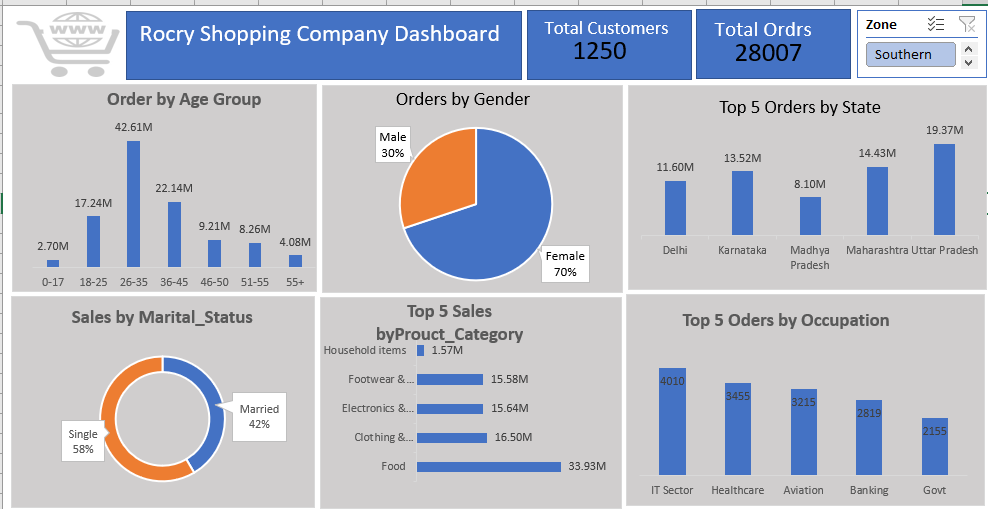 www
Rocry Shopping Company Dashboard
Total Customers
1250
Total Ordrs
28007
Zone
Southern
Order by Age Group
42.61M
22.14M
17.24M
9.21M
8.26M
4.08M
2.70M
0-17 18-25 26-35 36-45 46-50 51-55 55+
Orders by Gender
Male
30%
Female
70%
Top 5 Orders by State
19.37M
14.43M
13.52M
11.60M
8.10M
Delhi Karnataka Madhya Maharashtra Uttar Pradesh
Pradesh
Sales by Marital_Status
Married
42%
Single
58%
Top 5 Sales
byProuct_Category
Household items 1.57M
Footwear &... 15.58M
Electronics &... 15.64M
Clothing &... 16.50M
Food 33.93M
Top 5 Oders by Occupation
4010
3455
3215
2819
2155
IT Sector Healthcare Aviation Banking Govt